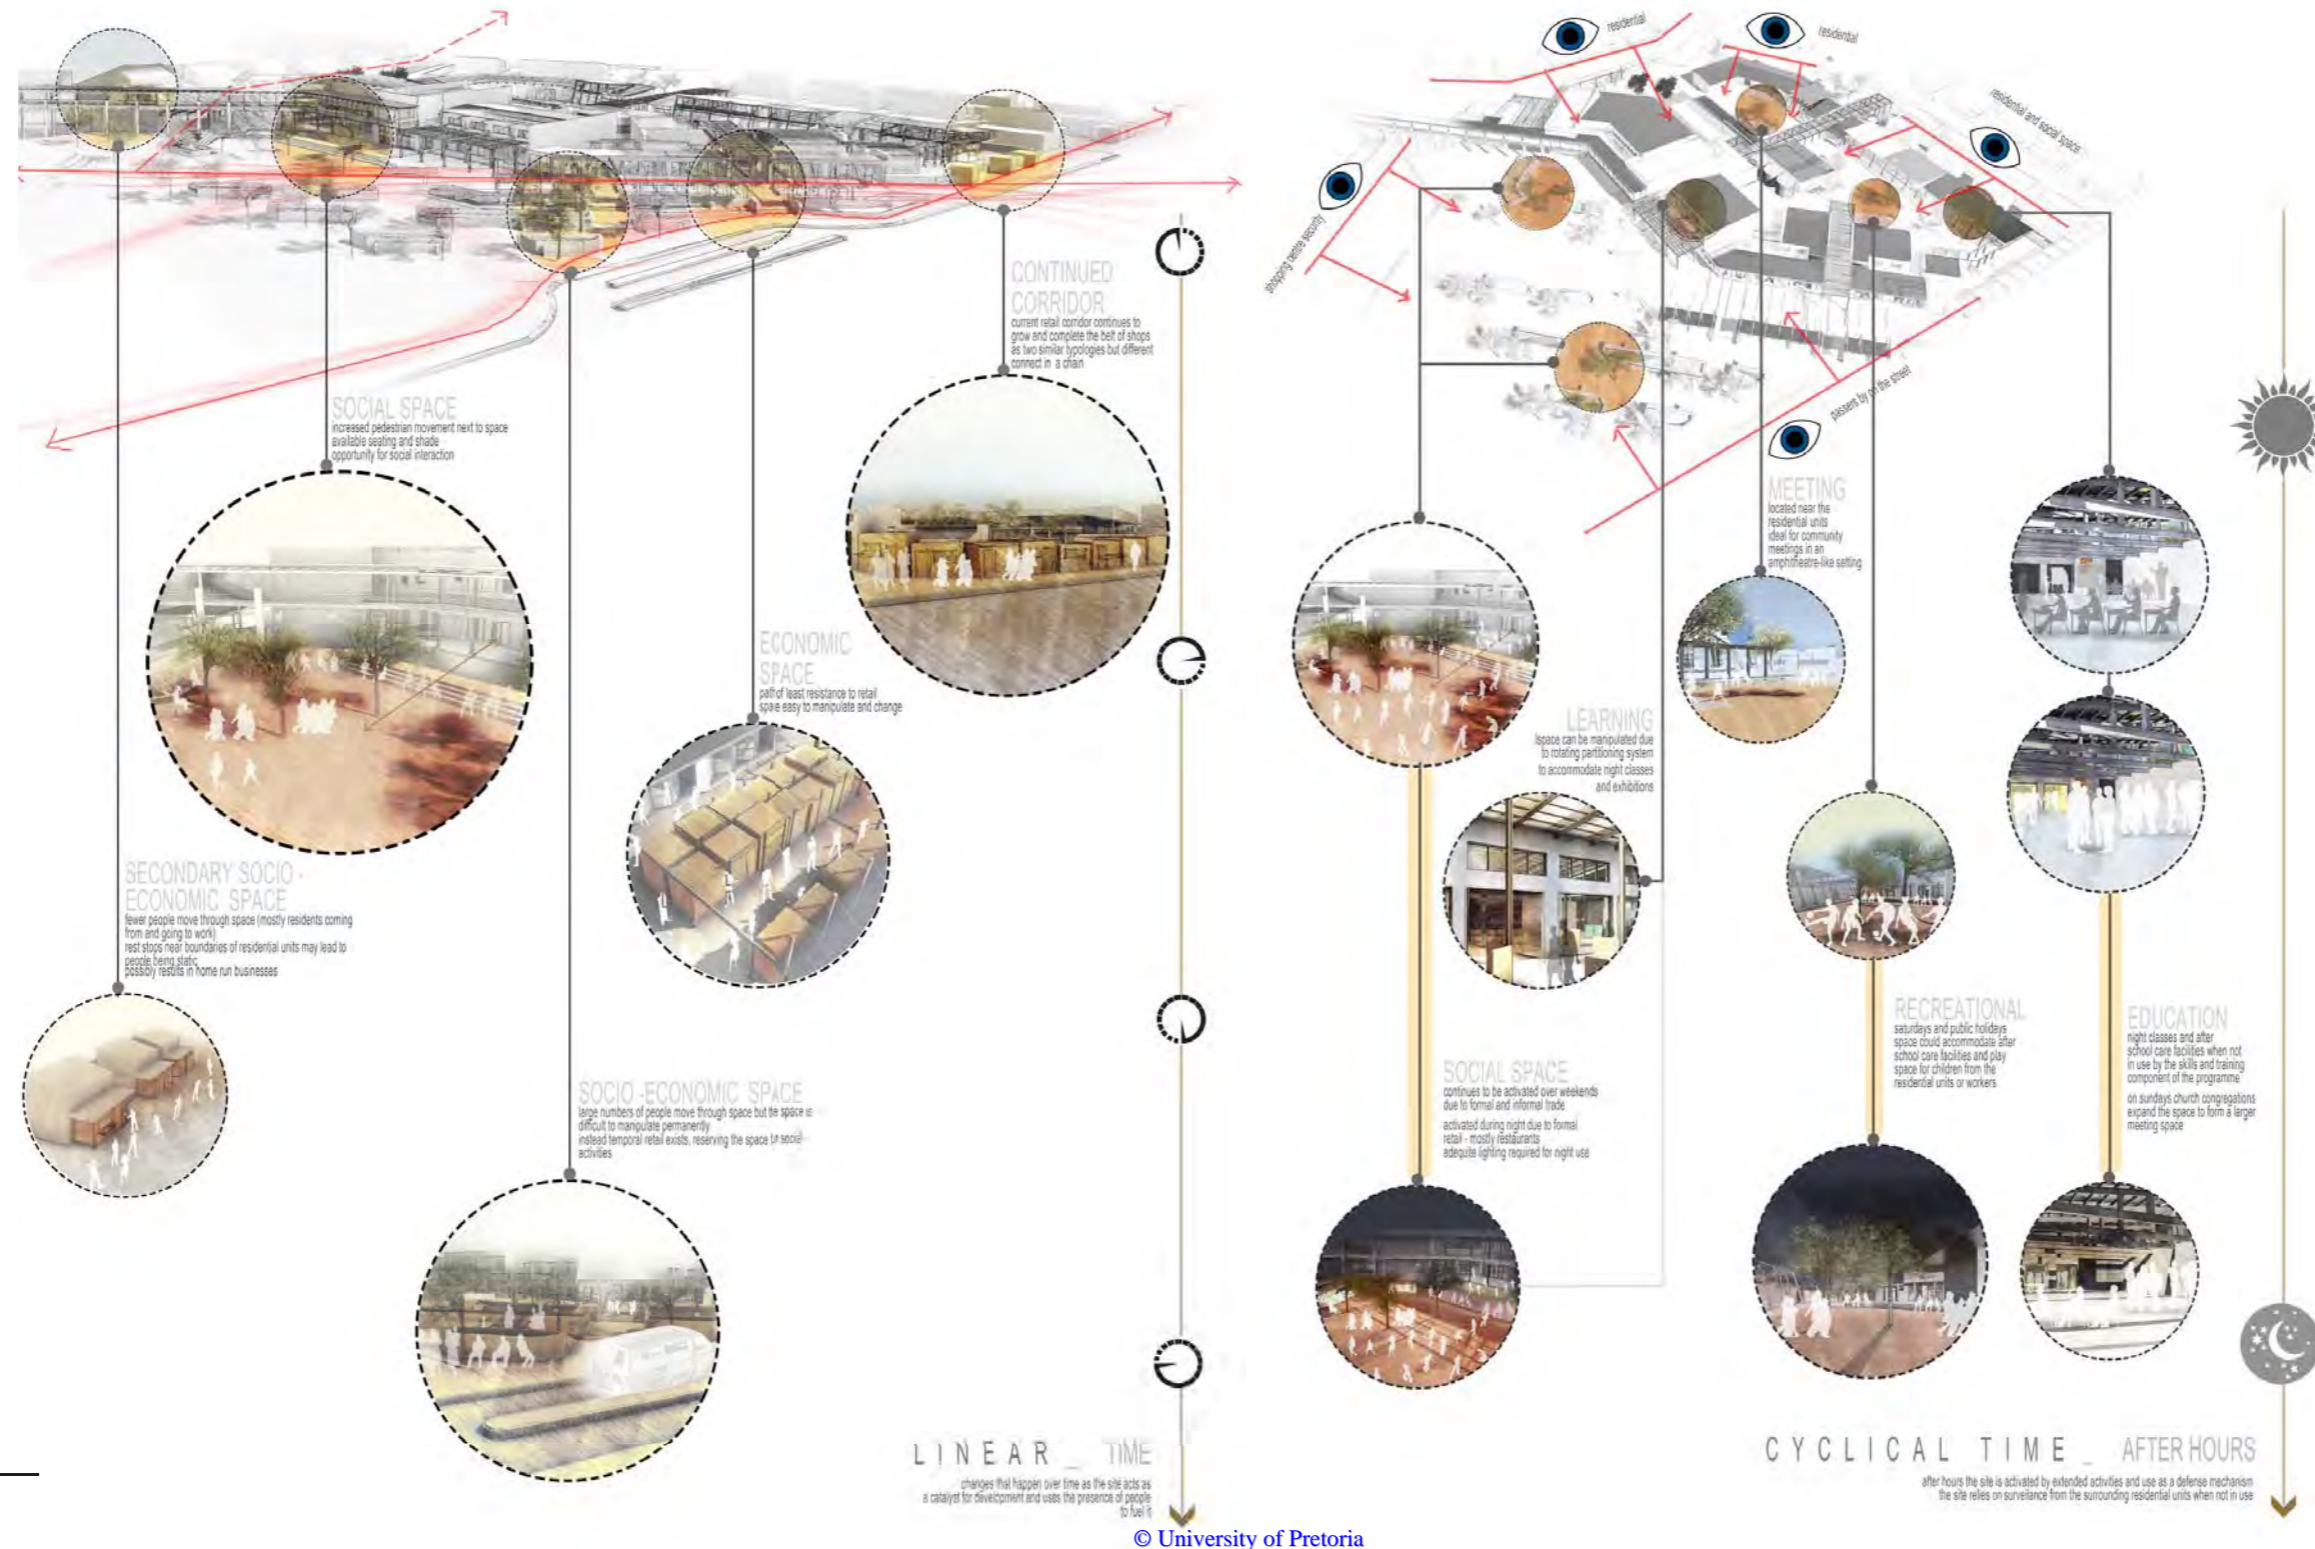 CONTINUED
CORRIDOR
current retail corridor continues to
grow and complete the belt of shops
as two similar typologies but different
connect in a chain
SOCIAL SPACE
increased pedestrian movement next to space
available seating and shade
opportunity for social interaction
ECONOMIC
SPACE
path of least resistance to retail
space easy to manipulate and change
SECONDARY SOCIO -
ECONOMIC SPACE
fewer people move through space (mostly residents coming
from and going to work)
rest stops near boundaries of residential units may lead to
people being static
possibly results in home run businesses
SOCIO -ECONOMIC SPACE
large numbers of people move through space but the space is
difficult to manipulate permanently
instead temporal retail exists, reserving the space for social
activities
LINEAR _ TIME
changes that happen over time as the site acts as
a catalyst for development and uses the presence of people
to fuel it
residential
residential
residential and social space
shopping centre security
passers by on the street
MEETING
located near the
residential units
ideal for community
meetings in an
amphitheatre-like setting
LEARNING
lspace can be manipulated due
to rotating partitioning system
to accommodate night classes
and exhibitions
SOCIAL SPACE
continues to be activated over weekends
due to formal and informal trade
activated during night due to formal
retail - mostly restaurants
adequite lighting required for night use
RECREATIONAL
saturdays and public holidays
space could accommodate after
school care facilities and play
space for children from the
residential units or workers
EDUCATION
night classes and after
school care facilities when not
in use by the skills and training
component of the programme
on sundays church congregations
expand the space to form a larger
meeting space
CYCLICAL TIME _ AFTER HOURS
after hours the site is activated by extended activities and use as a defense mechanism
the site relies on surveilance from the surrounding residential units when not in use
© University of Pretoria